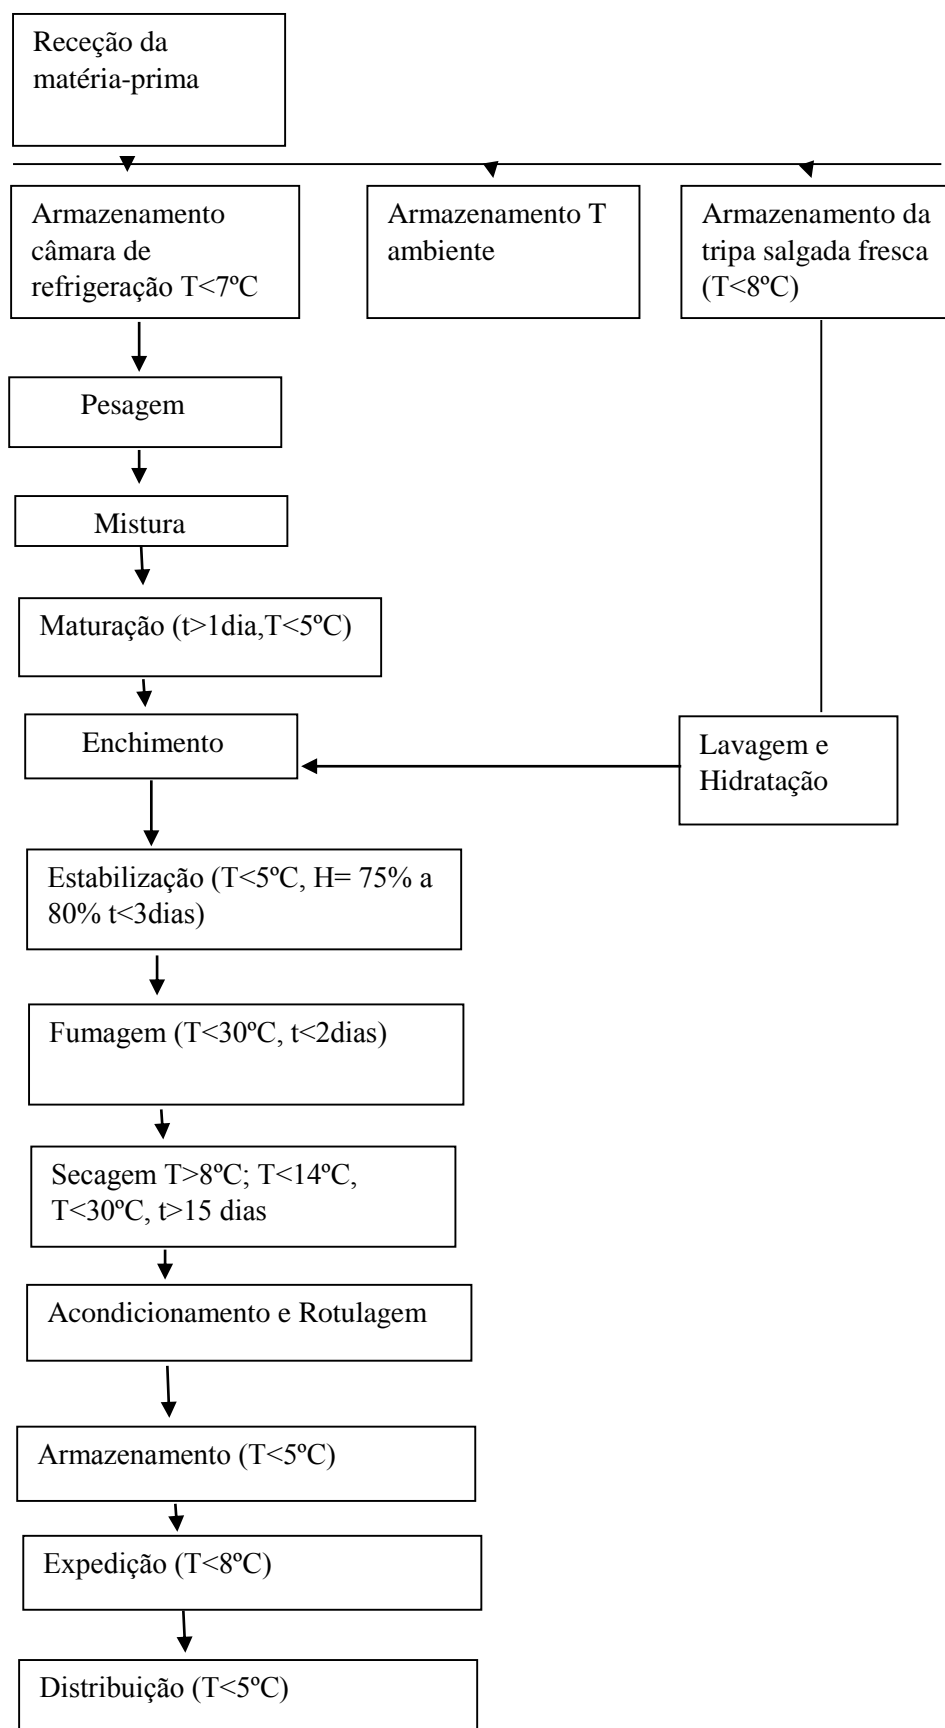 Receção da
matéria-prima
Armazenamento
câmara de
refrigeração T<7ºC
Armazenamento T
ambiente
Armazenamento da
tripa salgada fresca
(T<8ºC)
Pesagem
Mistura
Maturação (t>1dia,T<5ºC)
Enchimento
Lavagem e
Hidratação
Estabilização (T<5ºC, H= 75% a
80% t<3dias)
Fumagem (T<30ºC, t<2dias)
Secagem T>8ºC; T<14ºC,
T<30ºC, t>15 dias
Acondicionamento e Rotulagem
Armazenamento (T<5ºC)
Expedição (T<8ºC)
Distribuição (T<5ºC)